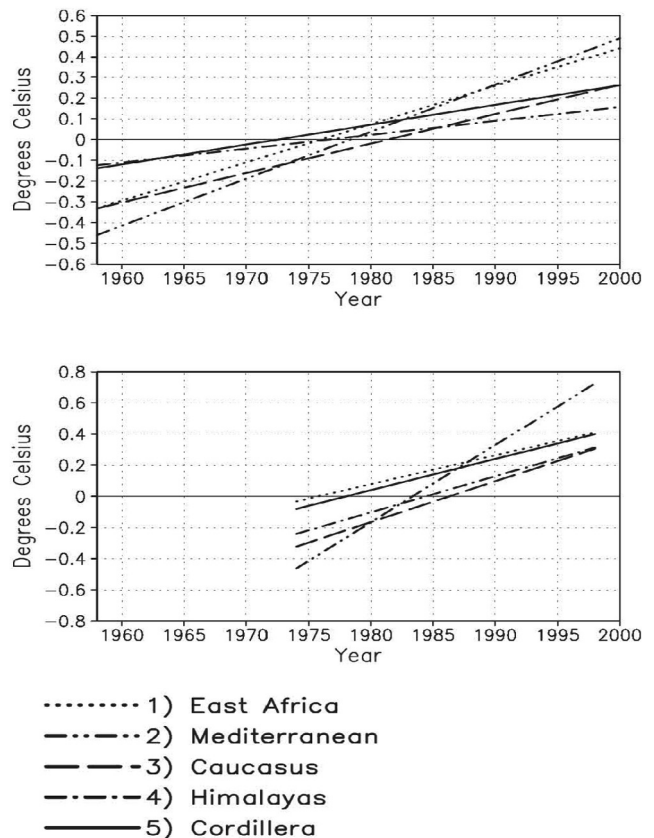 0.6
0.5
0.4
0.3
0.2
0.1
0
-0.1
-0.2
-0.3
-0.4
-0.5
-0.6
Degrees Celsius
1960 1965 1970 1975 1980 1985 1990 1995 2000
Year
0.8
0.6
0.4
0.2
0
-0.2
-0.4
-0.6
-0.8
Degrees Celsius
1960 1965 1970 1975 1980 1985 1990 1995 2000
Year
1) East Africa
2) Mediterranean
3) Caucasus
4) Himalayas
5) Cordillera